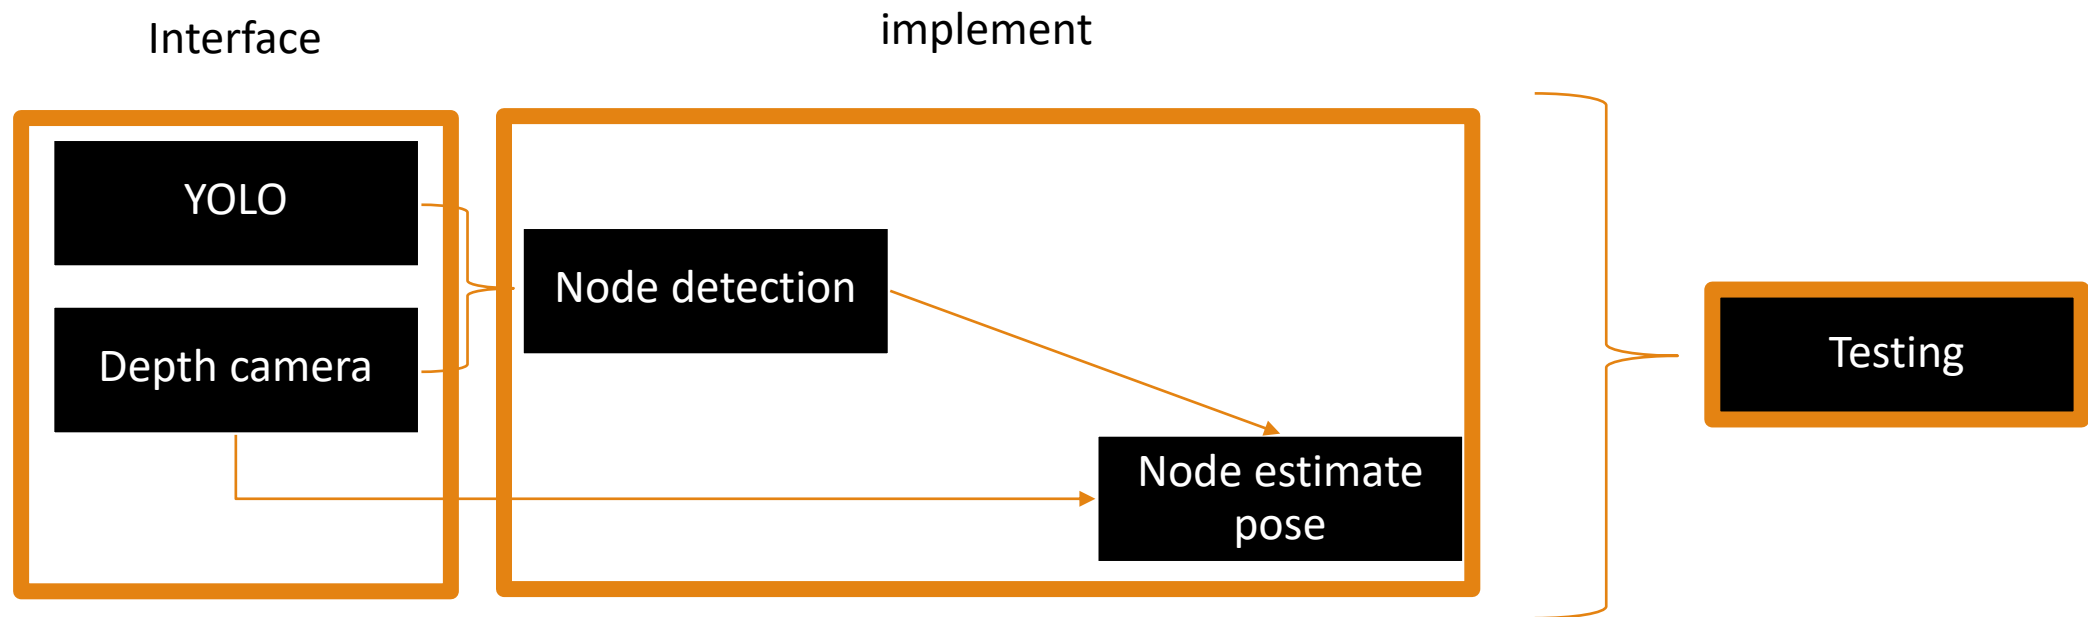 Interface
implement
YOLO
Depth camera
Node detection
Node estimate
pose
Testing